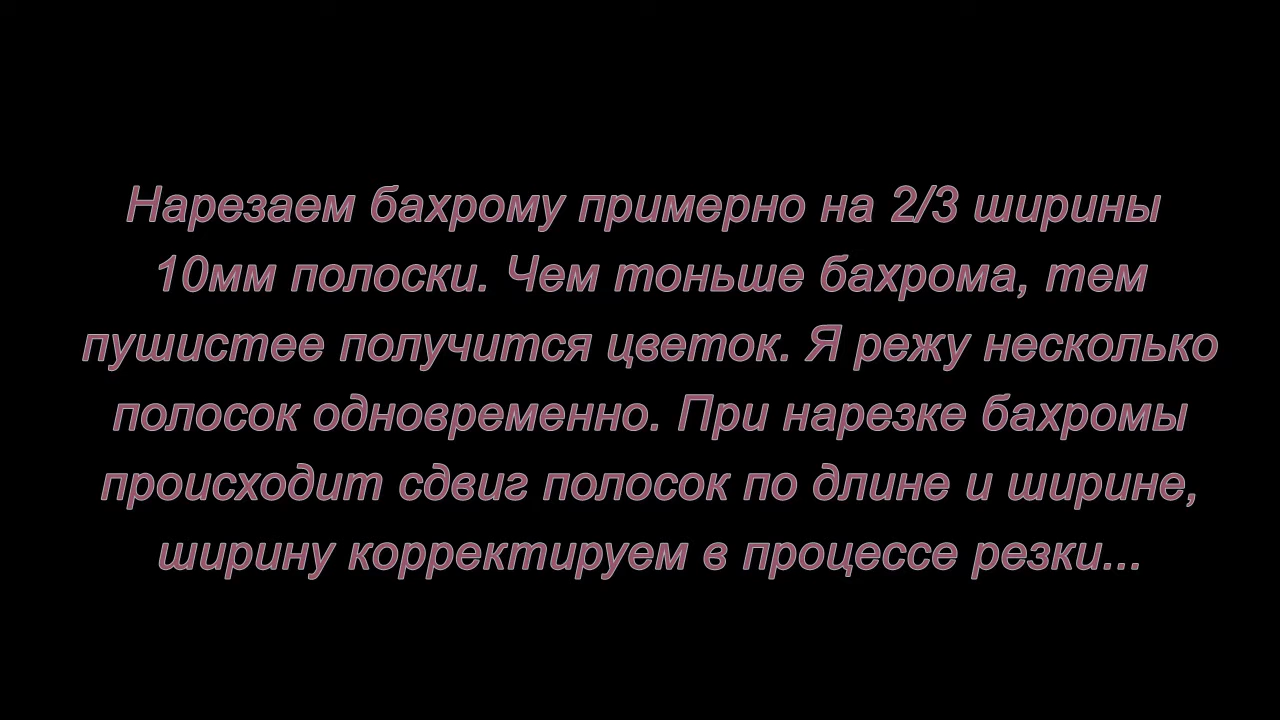 Нарезаем бахрому примерно на 2/3 ширины
10мм полоски. Чем тоньше бахрома, тем
пушистее получится цветок. Я режу несколько
полосок одновременно. При нарезке бахромы
происходит сдвиг полосок по длине и ширине,
ширину корректируем в процессе резки...